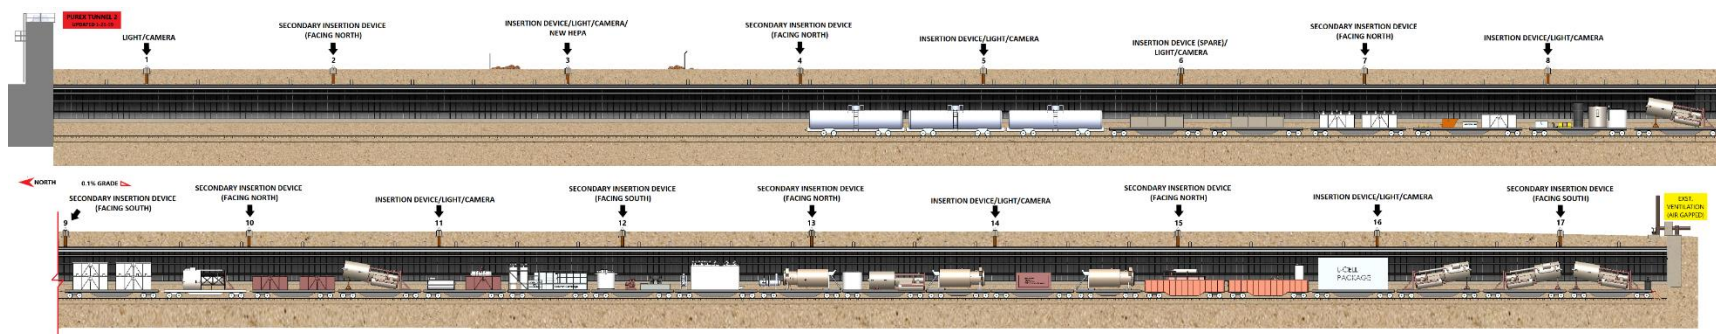 PUREX TUNNEL 2
LIGHT/CAMERA
1
SECONDARY INSERTION DEVICE
(FACING NORTH)
2
INSERTION DEVICE/LIGHT/CAMERA/
NEW HEPA
3
SECONDARY INSERTION DEVICE
(FACING NORTH)
4
INSERTION DEVICE/LIGHT/CAMERA
5
INSERTION DEVICE (SPARE)/
LIGHT/CAMERA
6
SECONDARY INSERTION DEVICE
(FACING NORTH)
7
INSERTION DEVICE/LIGHT/CAMERA
8
NORTH
0.1% GRADE
SECONDARY INSERTION DEVICE
(FACING SOUTH)
9
SECONDARY INSERTION DEVICE
(FACING NORTH)
10
INSERTION DEVICE/LIGHT/CAMERA
11
SECONDARY INSERTION DEVICE
(FACING SOUTH)
12
SECONDARY INSERTION DEVICE
(FACING NORTH)
13
INSERTION DEVICE/LIGHT/CAMERA
14
SECONDARY INSERTION DEVICE
(FACING NORTH)
15
INSERTION DEVICE/LIGHT/CAMERA
16
SECONDARY INSERTION DEVICE
(FACING SOUTH)
17
EXST.
VENTILATION
(AIR GAPPED)
L-CELL
PACKAGE